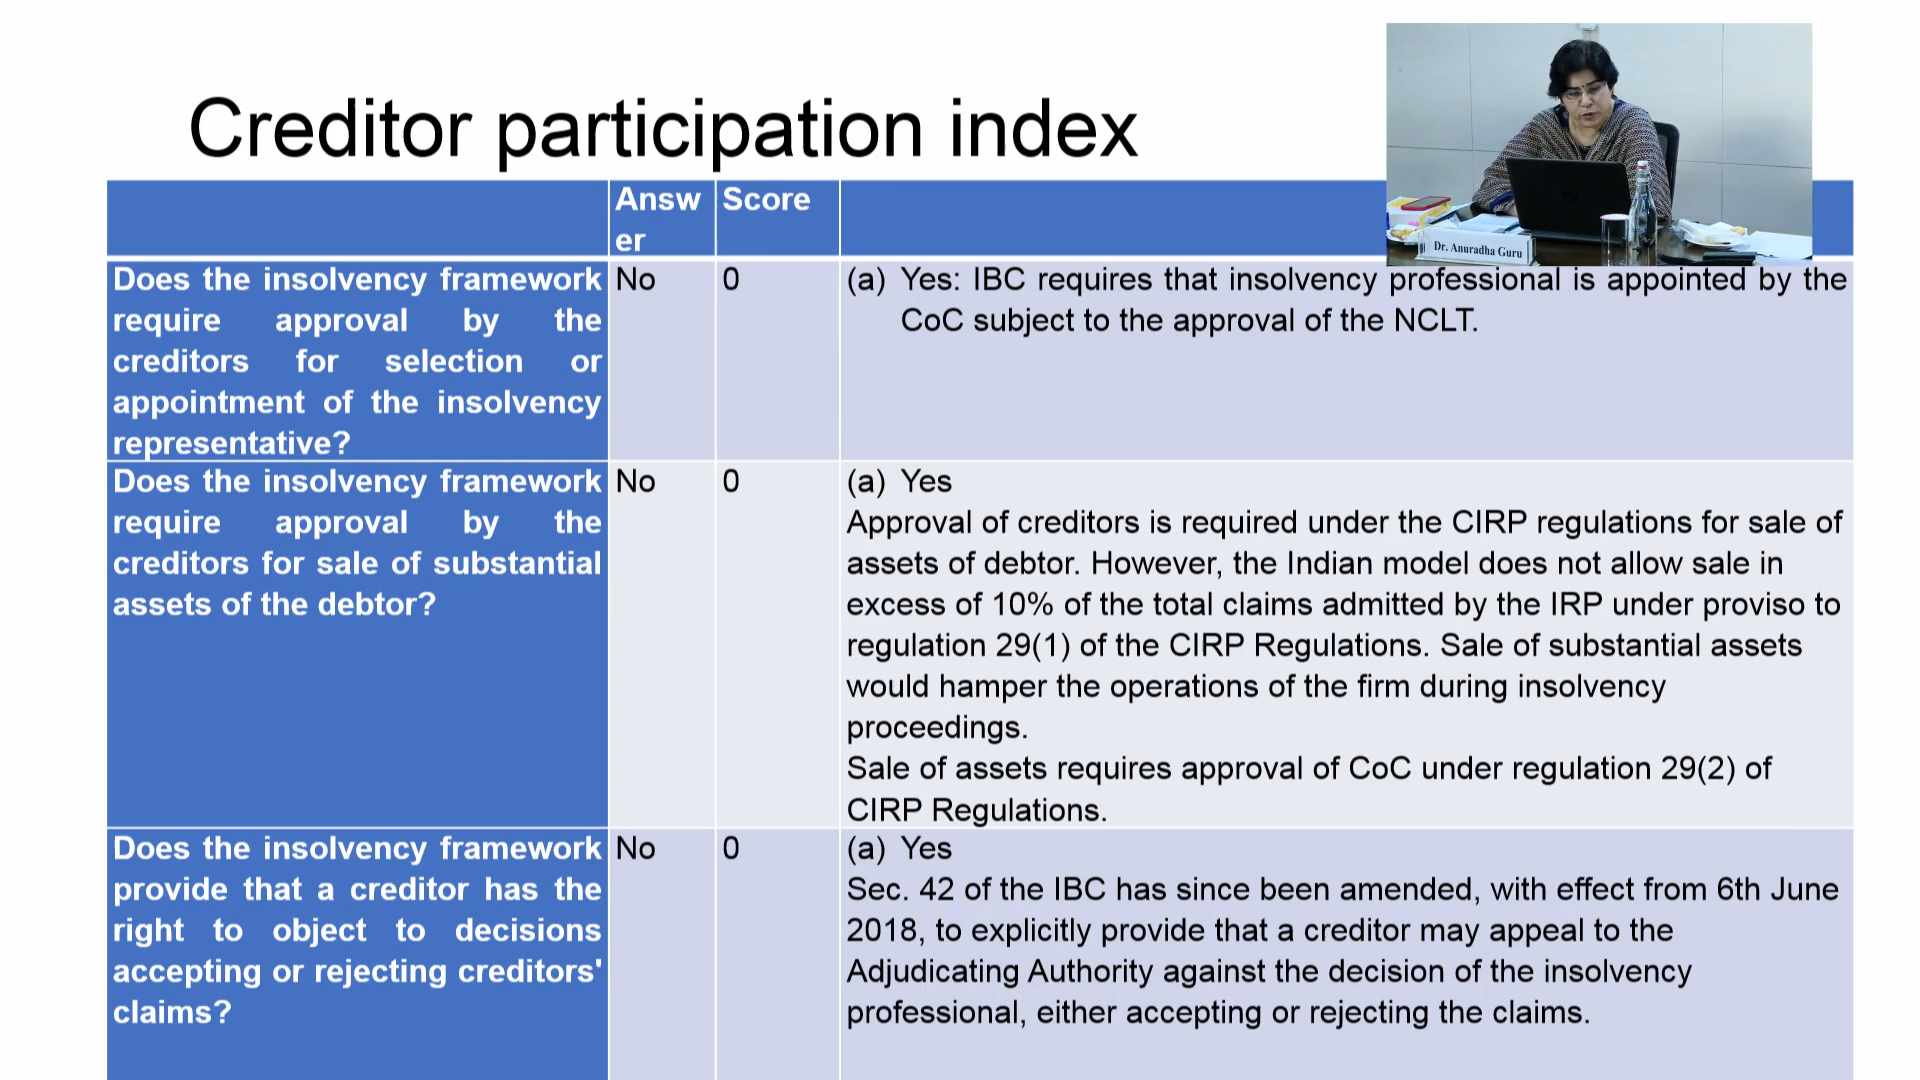 Creditor participation index
Answ
er
Score
Does the insolvency framework
require approval by the
creditors for selection or
appointment of the insolvency
representative?
No
0
(a) Yes: IBC requires that insolvency professional is appointed by the
CoC subject to the approval of the NCLT.
Does the insolvency framework
require approval by the
creditors for sale of substantial
assets of the debtor?
No
0
(a) Yes
Approval of creditors is required under the CIRP regulations for sale of
assets of debtor. However, the Indian model does not allow sale in
excess of 10% of the total claims admitted by the IRP under proviso to
regulation 29(1) of the CIRP Regulations. Sale of substantial assets
would hamper the operations of the firm during insolvency
proceedings.
Sale of assets requires approval of CoC under regulation 29(2) of
CIRP Regulations.
Does the insolvency framework
provide that a creditor has the
right to object to decisions
accepting or rejecting creditors'
claims?
No
0
(a) Yes
Sec. 42 of the IBC has since been amended, with effect from 6th June
2018, to explicitly provide that a creditor may appeal to the
Adjudicating Authority against the decision of the insolvency
professional, either accepting or rejecting the claims.
Dr. Anuradha Guru